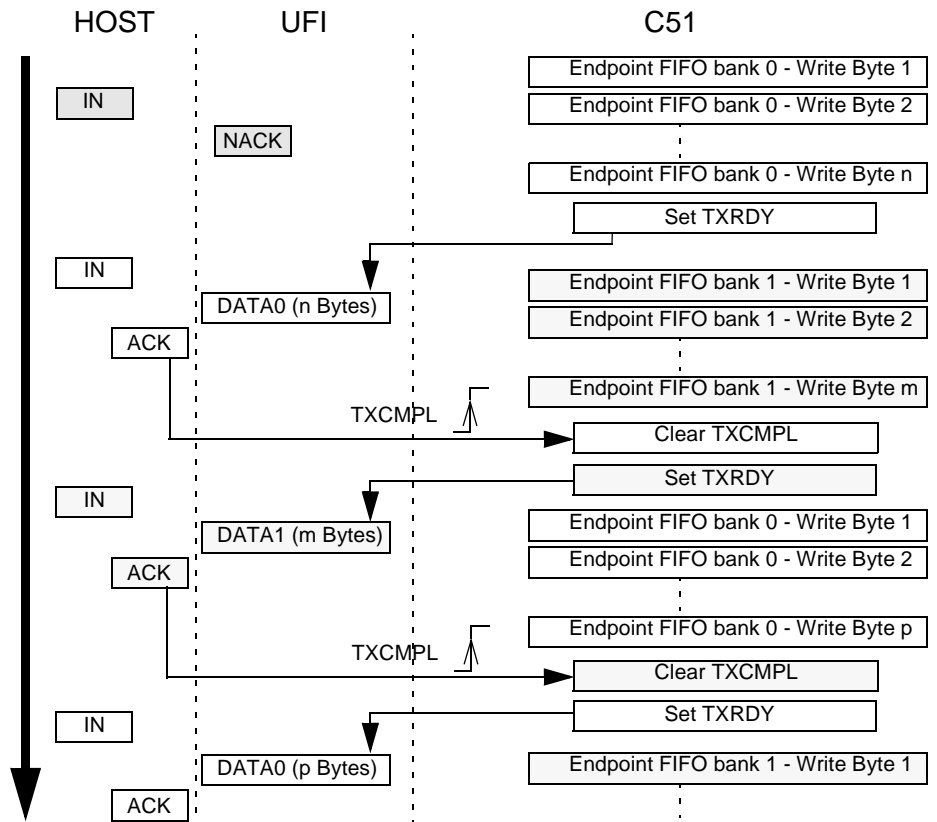 HOST UFI C51
Endpoint FIFO bank 0 - Write Byte 1
IN
Endpoint FIFO bank 0 - Write Byte 2
NACK
Endpoint FIFO bank 0 - Write Byte n
Set TXRDY
IN
Endpoint FIFO bank 1 - Write Byte 1
DATA0 (n Bytes)
Endpoint FIFO bank 1 - Write Byte 2
ACK
Endpoint FIFO bank 1 - Write Byte m
TXCMPL
Clear TXCMPL
Set TXRDY
IN
Endpoint FIFO bank 0 - Write Byte 1
DATA1 (m Bytes)
Endpoint FIFO bank 0 - Write Byte 2
ACK
Endpoint FIFO bank 0 - Write Byte p
TXCMPL
Clear TXCMPL
Set TXRDY
IN
DATA0 (p Bytes)
Endpoint FIFO bank 1 - Write Byte 1
ACK